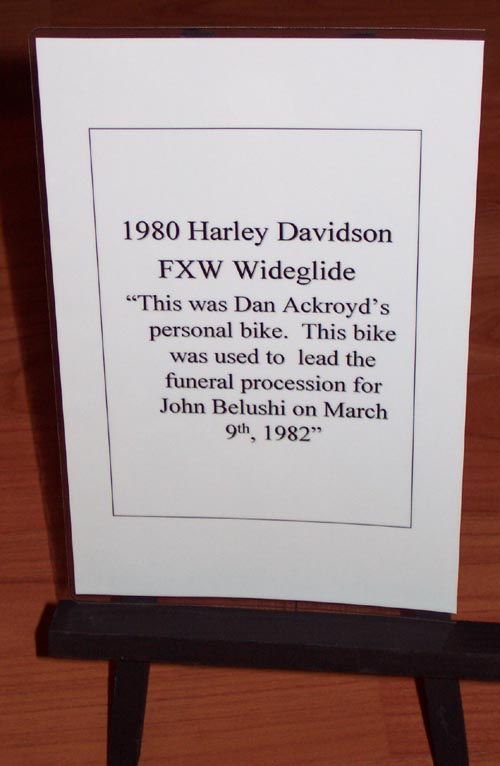 1980 Harley Davidson
FXW Wideglide
“This was Dan Ackroyd’s
personal bike. This bike
was used to lead the
funeral procession for
John Belushi on March
9th, 1982”